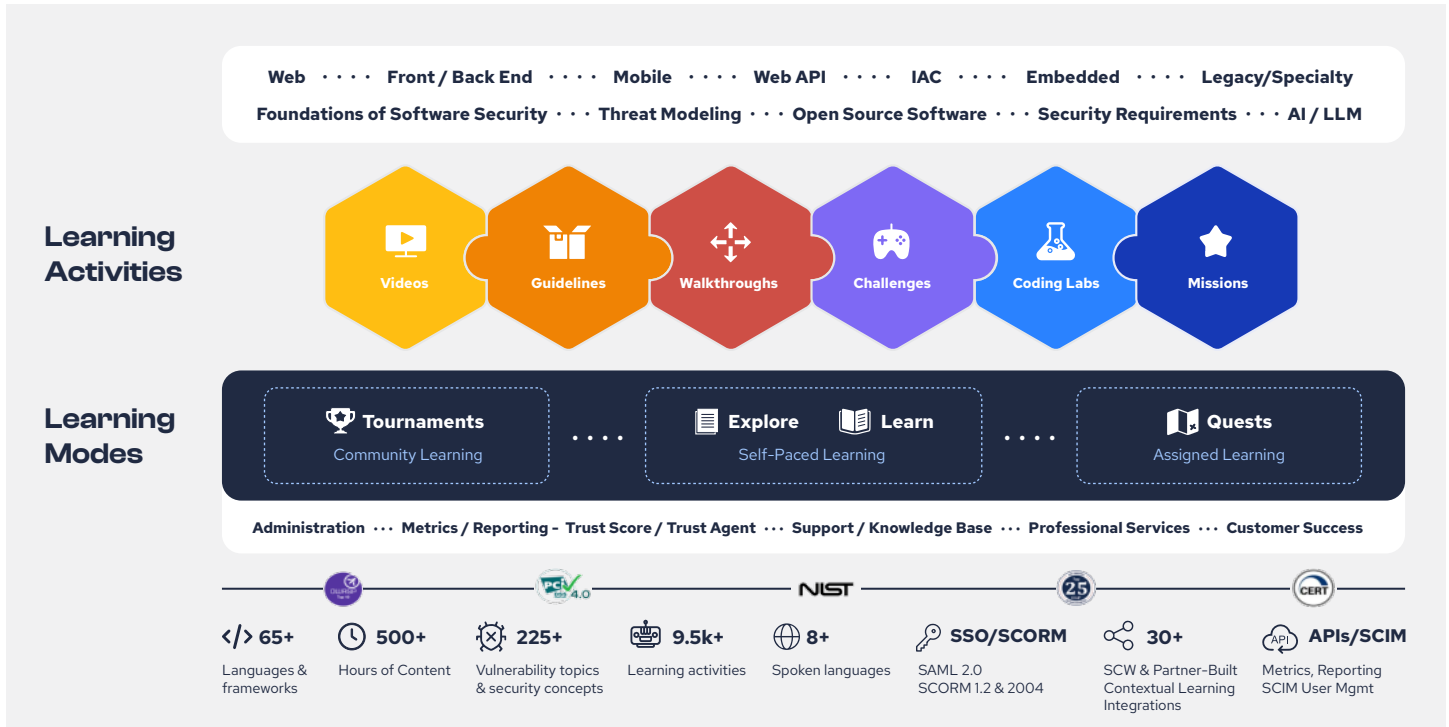 Web · · · · Front / Back End · · · · Mobile · · · · Web API · · · · IAC · · · · Embedded · · · · Legacy/Specialty
Foundations of Software Security · · · Threat Modeling · · · Open Source Software · · · Security Requirements · · · AI / LLM
Learning
Activities
Videos
Guidelines
Walkthroughs
Challenges
Coding Labs
Missions
Learning
Modes
Tournaments
Community Learning
· · · ·
Explore
Learn
Self-Paced Learning
· · · ·
Quests
Assigned Learning
Administration ··· Metrics / Reporting - Trust Score / Trust Agent ··· Support / Knowledge Base ··· Professional Services ··· Customer Success
PCI
4.0
NIST
25
CERT
</> 65+
Languages &
frameworks
500+
Hours of Content
225+
Vulnerability topics
& security concepts
9.5k+
Learning activities
8+
Spoken languages
SSO/SCORM
SAML 2.0
SCORM 1.2 & 2004
30+
SCW & Partner-Built
Contextual Learning
Integrations
API
APIs/SCIM
Metrics, Reporting
SCIM User Mgmt